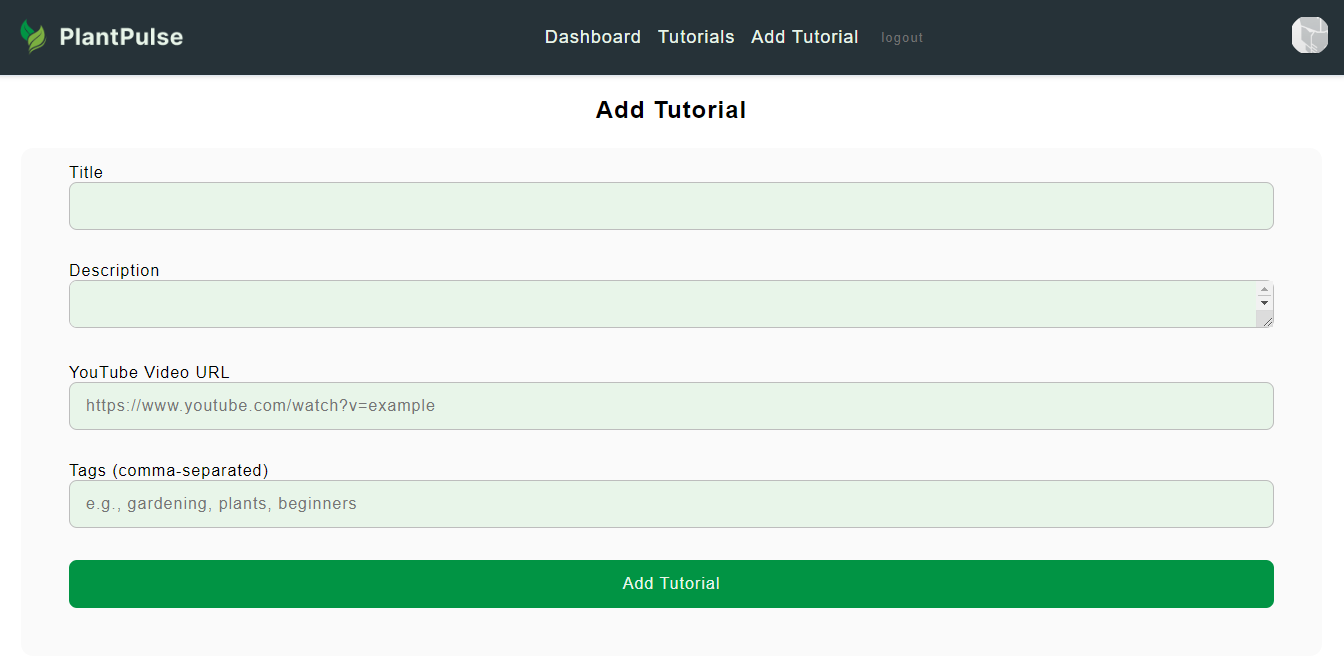 PlantPulse
Dashboard Tutorials Add Tutorial logout
Add Tutorial
Title
Description
YouTube Video URL
https://www.youtube.com/watch?v=example
Tags (comma-separated)
e.g., gardening, plants, beginners
Add Tutorial